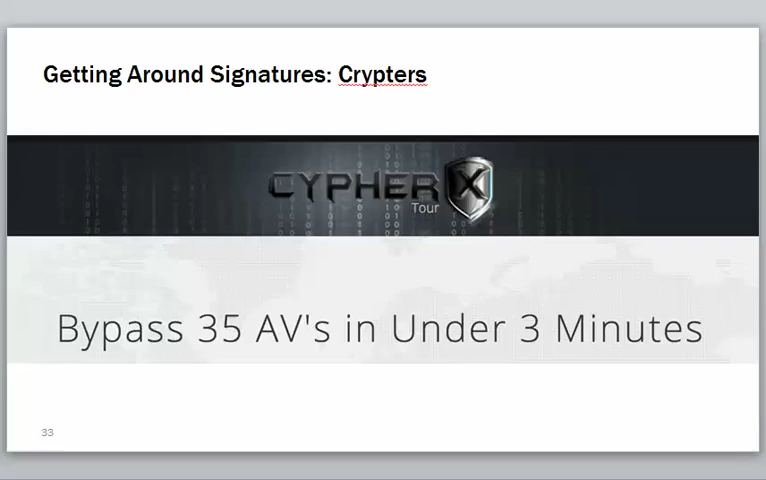 Getting Around Signatures: Crypters
CYPHER X
Tour
Bypass 35 AV's in Under 3 Minutes
33